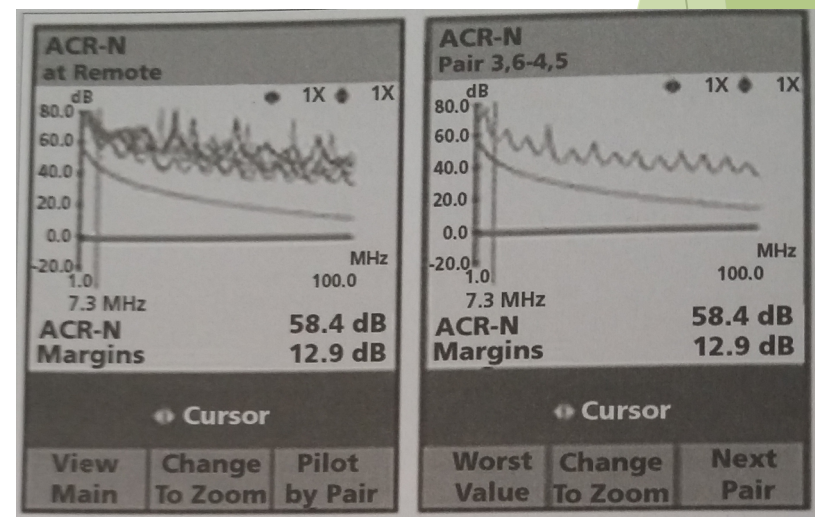 ACR-N
at Remote
dB
1X 1X
80.0
60.0
40.0
20.0
0.0
-20.0
MHz
1.0
100.0
7.3 MHz
ACR-N 58.4 dB
Margins 12.9 dB
Cursor
View Main
Change To Zoom
Pilot by Pair
ACR-N
Pair 3,6-4,5
dB
1X 1X
80.0
60.0
40.0
20.0
0.0
-20.0
MHz
1.0
100.0
7.3 MHz
ACR-N 58.4 dB
Margins 12.9 dB
Cursor
Worst Value
Change To Zoom
Next Pair